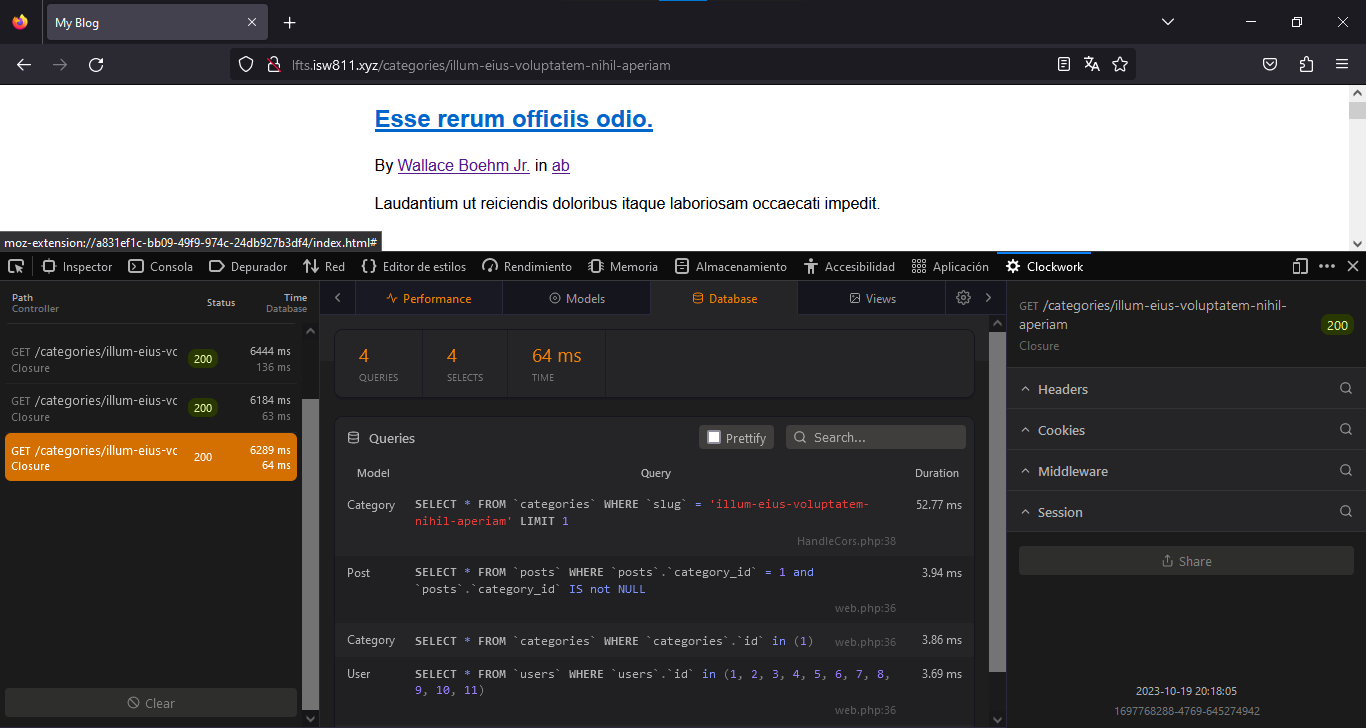 My Blog
lfts.isw811.xyz/categories/illum-eius-voluptatem-nihil-aperiam
Esse rerum officiis odio.
By Wallace Boehm Jr. in ab
Laudantium ut reiciendis doloribus itaque laboriosam occaecati impedit.
moz-extension://a831ef1c-bb09-49f9-974c-24db927b3df4/index.html#
Inspector Consola Depurador Red Editor de estilos Rendimiento Memoria Almacenamiento Accesibilidad Aplicación Clockwork
Path
Controller
Status
Time
Database
GET /categories/illum-eius-vc
Closure
200
6444 ms
136 ms
GET /categories/illum-eius-vc
Closure
200
6184 ms
63 ms
GET /categories/illum-eius-vc
Closure
200
6289 ms
64 ms
Clear
Performance Models Database Views
4
QUERIES
4
SELECTS
64 ms
TIME
Queries
Prettify
Search...
Model Query Duration
Category
SELECT * FROM `categories` WHERE `slug` = 'illum-eius-voluptatem-
nihil-aperiam' LIMIT 1
HandleCors.php:38
52.77 ms
Post
SELECT * FROM `posts` WHERE `posts`.`category_id` = 1 and
`posts`.`category_id` IS not NULL
web.php:36
3.94 ms
Category
SELECT * FROM `categories` WHERE `categories`.`id` in (1)
web.php:36
3.86 ms
User
SELECT * FROM `users` WHERE `users`.`id` in (1, 2, 3, 4, 5, 6, 7, 8,
9, 10, 11)
web.php:36
3.69 ms
GET /categories/illum-eius-voluptatem-nihil-
aperiam
Closure
200
Headers
Cookies
Middleware
Session
Share
2023-10-19 20:18:05
1697768288-4769-645274942